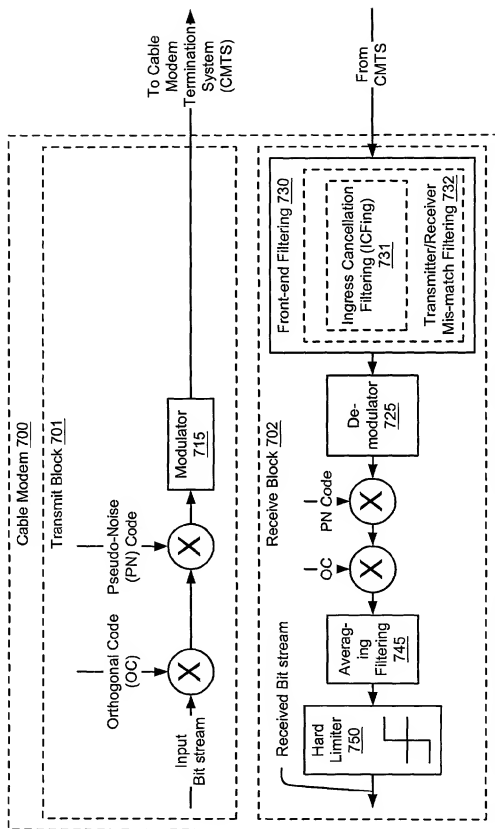 Cable Modem 700
Transmit Block 701
Orthogonal Code
(OC)
Pseudo-Noise
(PN) Code
Input
Bit stream
X
X
Modulator
715
To Cable
Modem
Termination
System
(CMTS)
Receive Block 702
Received Bit stream
Hard
Limiter
750
Averag-
ing
Filtering
745
OC
X
PN Code
X
De-
modulator
725
Front-end Filtering 730
Ingress Cancellation
Filtering (ICFing)
731
Transmitter/Receiver
Mis-match Filtering 732
From
CMTS